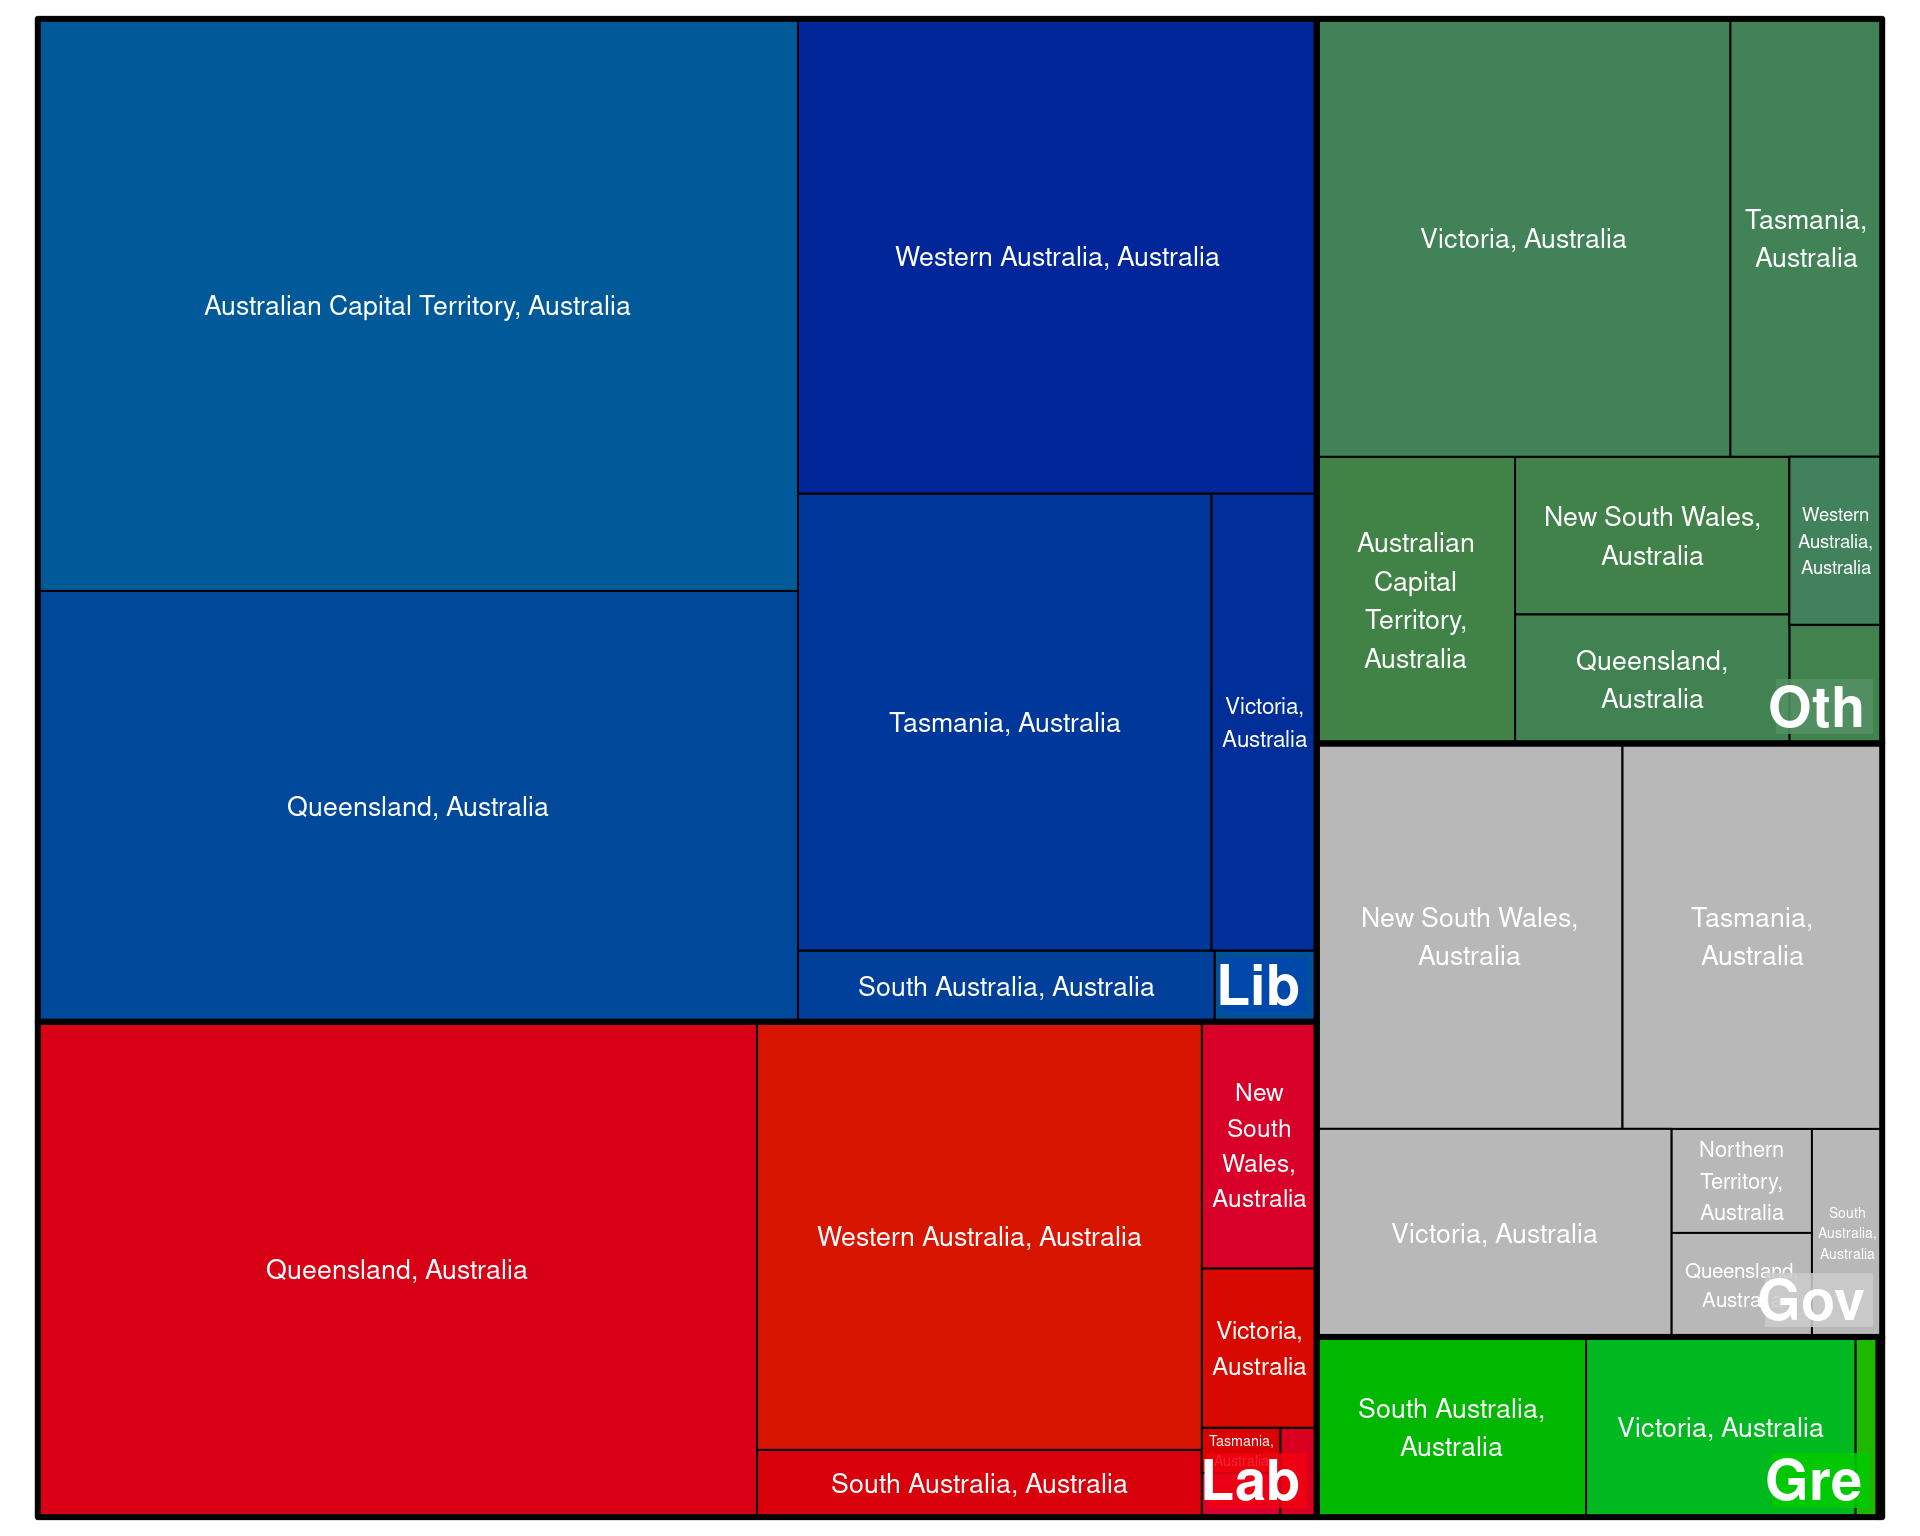 Australian Capital Territory, Australia
Queensland, Australia
Western Australia, Australia
Tasmania, Australia
Victoria,
Australia
South Australia, Australia
Lib
Queensland, Australia
Western Australia, Australia
South Australia, Australia
New
South
Wales,
Australia
Victoria,
Australia
Tasmania,
Australia
Lab
Victoria, Australia
Tasmania,
Australia
Australian
Capital
Territory,
Australia
New South Wales,
Australia
Queensland,
Australia
Western
Australia,
Australia
Oth
New South Wales,
Australia
Tasmania,
Australia
Victoria, Australia
Northern
Territory,
Australia
Queensland,
Australia
South
Australia,
Australia
Gov
South Australia,
Australia
Victoria, Australia
Gre